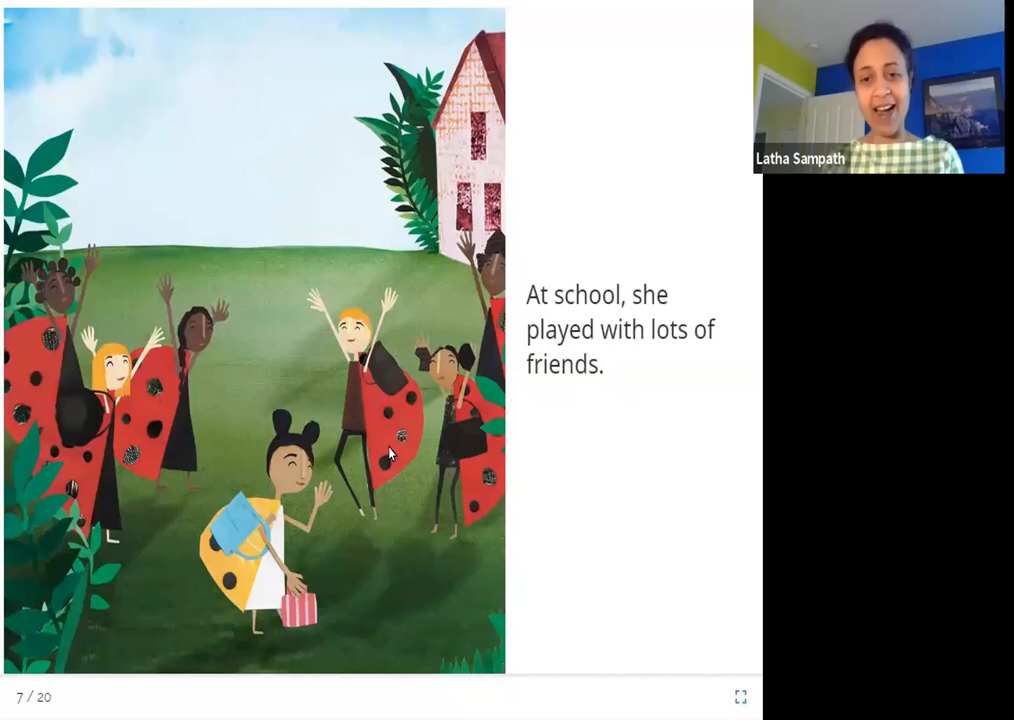 Latha Sampath
At school, she
played with lots of
friends.
7 / 20